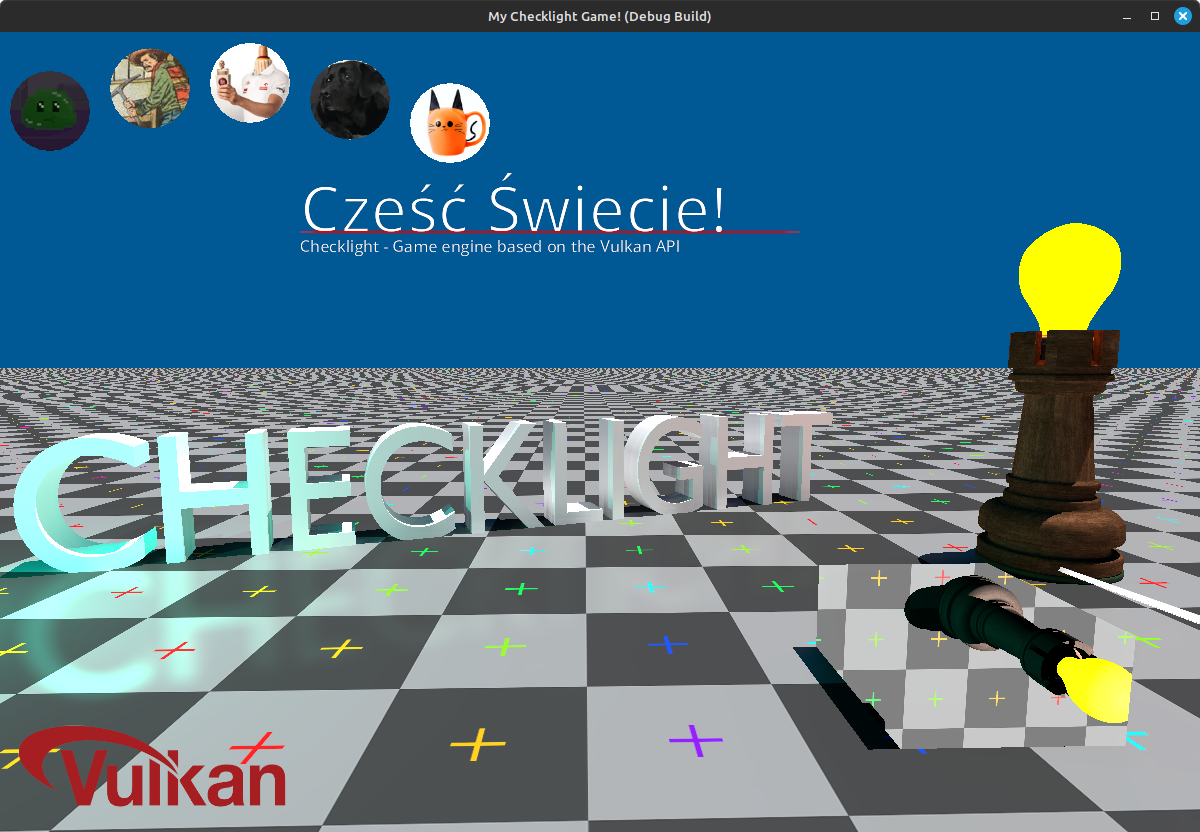 My Checklight Game! (Debug Build)
Cześć Świecie!
Checklight - Game engine based on the Vulkan API
CHECKLIGHT
Vulkan